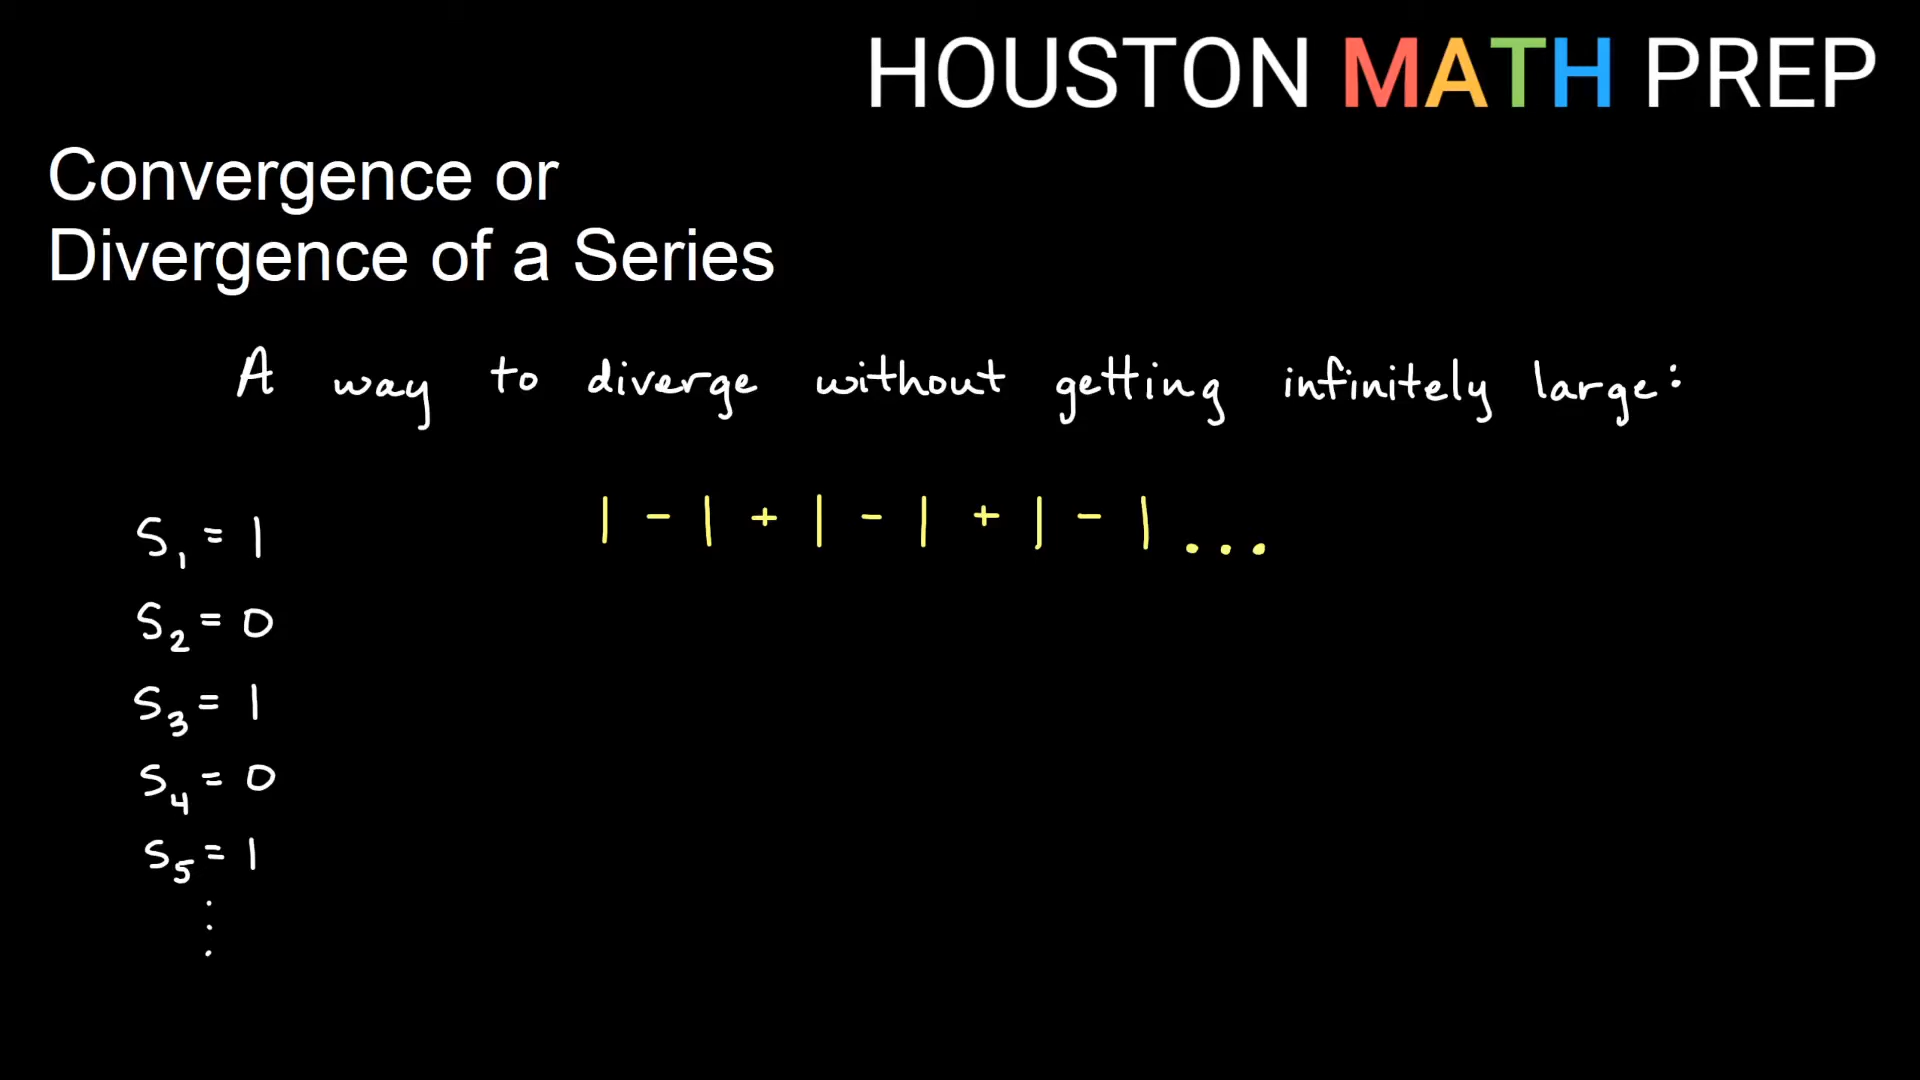 HOUSTON MATH PREP
Convergence or
Divergence of a Series
A way to diverge without getting infinitely large:
1 - 1 + 1 - 1 + 1 - 1 ...
S₁ = 1
S₂ = 0
S₃ = 1
S₄ = 0
S₅ = 1
⋮